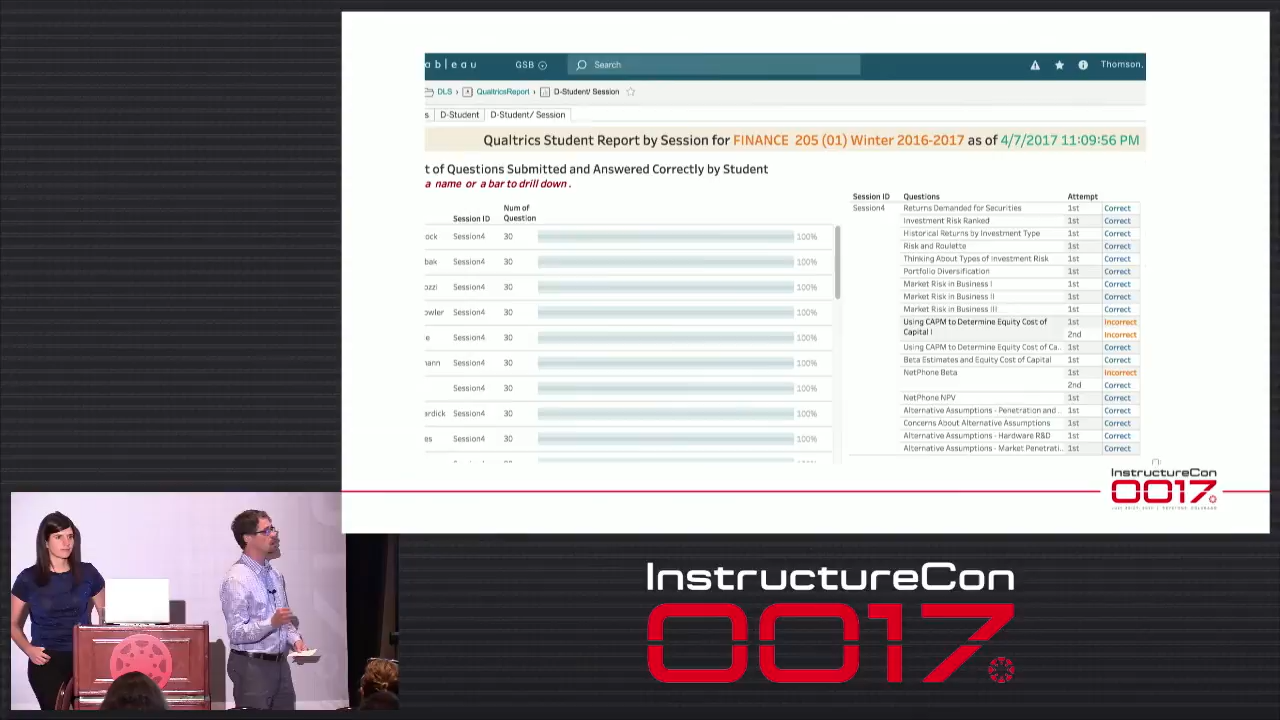 a b | e a u
GSB
Search
Thomson,
DLS › QualtricsReport › D-Student/ Session
s D-Student D-Student/ Session
Qualtrics Student Report by Session for FINANCE 205 (01) Winter 2016-2017 as of 4/7/2017 11:09:56 PM
t of Questions Submitted and Answered Correctly by Student
a name or a bar to drill down .
Session ID Num of Question
ock Session4 30 100%
bak Session4 30 100%
ozzi Session4 30 100%
owler Session4 30 100%
e Session4 30 100%
nann Session4 30 100%
Session4 30 100%
ardick Session4 30 100%
es Session4 30 100%
Session ID Questions Attempt
Session4 Returns Demanded for Securities 1st Correct
Investment Risk Ranked 1st Correct
Historical Returns by Investment Type 1st Correct
Risk and Roulette 1st Correct
Thinking About Types of Investment Risk 1st Correct
Portfolio Diversification 1st Correct
Market Risk in Business I 1st Correct
Market Risk in Business II 1st Correct
Market Risk in Business III 1st Correct
Using CAPM to Determine Equity Cost of 1st Incorrect
Capital I 2nd Incorrect
Using CAPM to Determine Equity Cost of Ca.. 1st Correct
Beta Estimates and Equity Cost of Capital 1st Correct
NetPhone Beta 1st Incorrect
2nd Correct
NetPhone NPV 1st Correct
Alternative Assumptions - Penetration and .. 1st Correct
Concerns About Alternative Assumptions 1st Correct
Alternative Assumptions - Hardware R&D 1st Correct
Alternative Assumptions - Market Penetrati.. 1st Correct
InstructureCon
0017
InstructureCon
0017